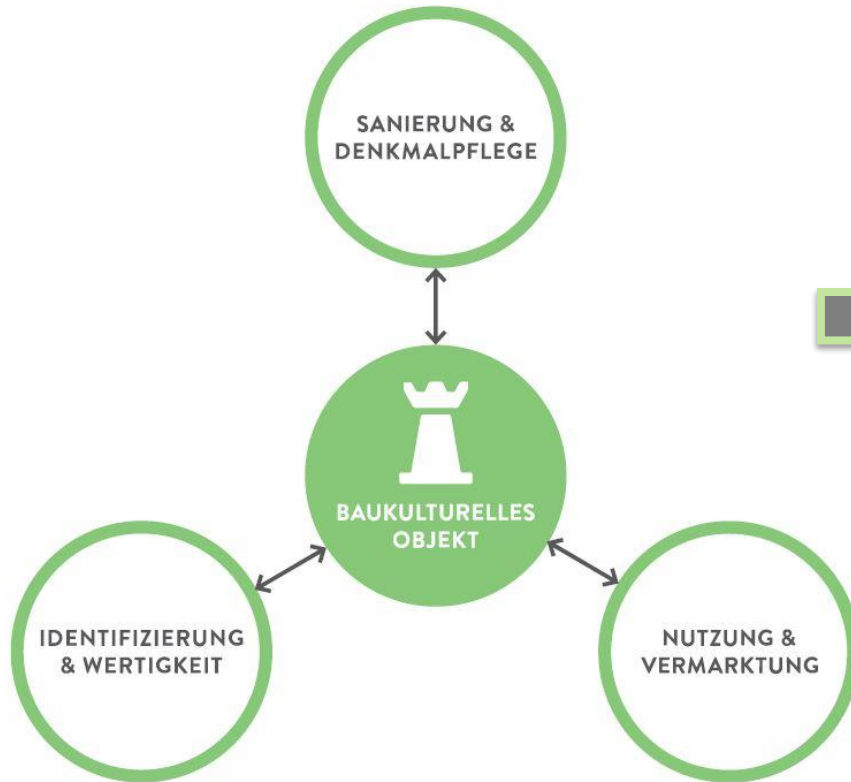 SANIERUNG &
DENKMALPFLEGE
BAUKULTURELLES
OBJEKT
IDENTIFIZIERUNG
& WERTIGKEIT
NUTZUNG &
VERMARKTUNG